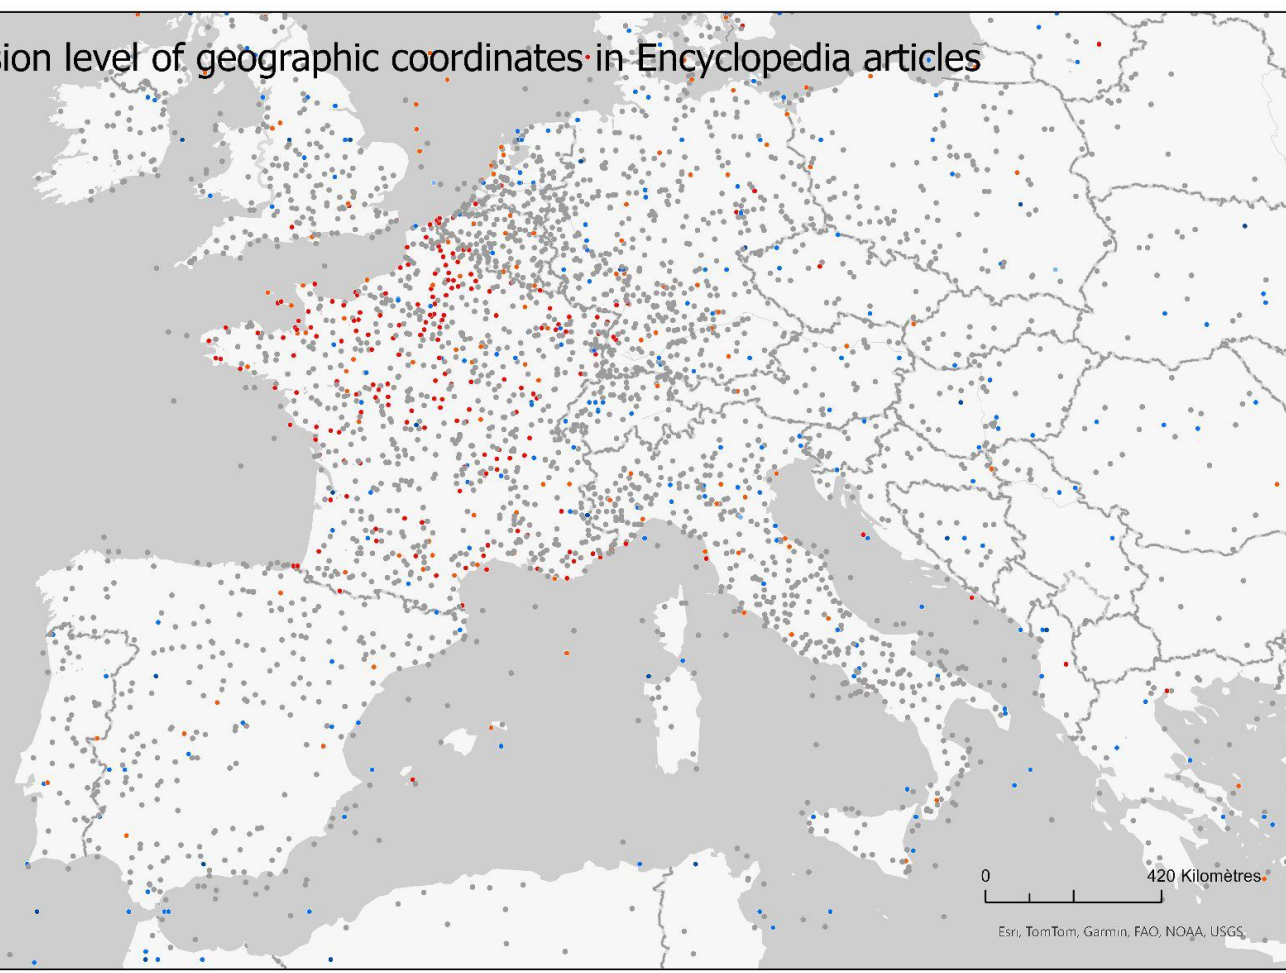 sion level of geographic coordinates in Encyclopedia articles
0 420 Kilomètres
Esri, TomTom, Garmin, FAO, NOAA, USGS